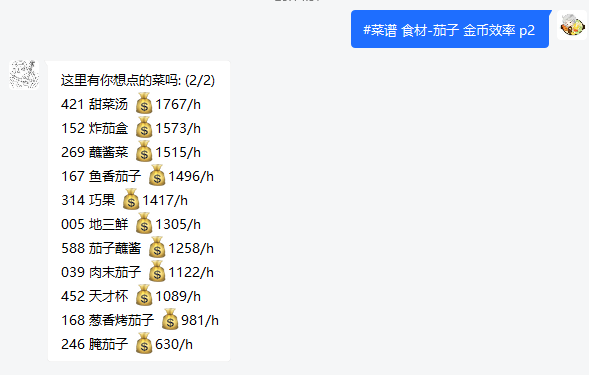 #菜谱 食材-茄子 金币效率 p2
这里有你想点的菜吗: (2/2)
421 甜菜汤 💰1767/h
152 炸茄盒 💰1573/h
269 蘸酱菜 💰1515/h
167 鱼香茄子 💰1496/h
314 巧果 💰1417/h
005 地三鲜 💰1305/h
588 茄子蘸酱 💰1258/h
039 肉末茄子 💰1122/h
452 天才杯 💰1089/h
168 葱香烤茄子 💰981/h
246 腌茄子 💰630/h